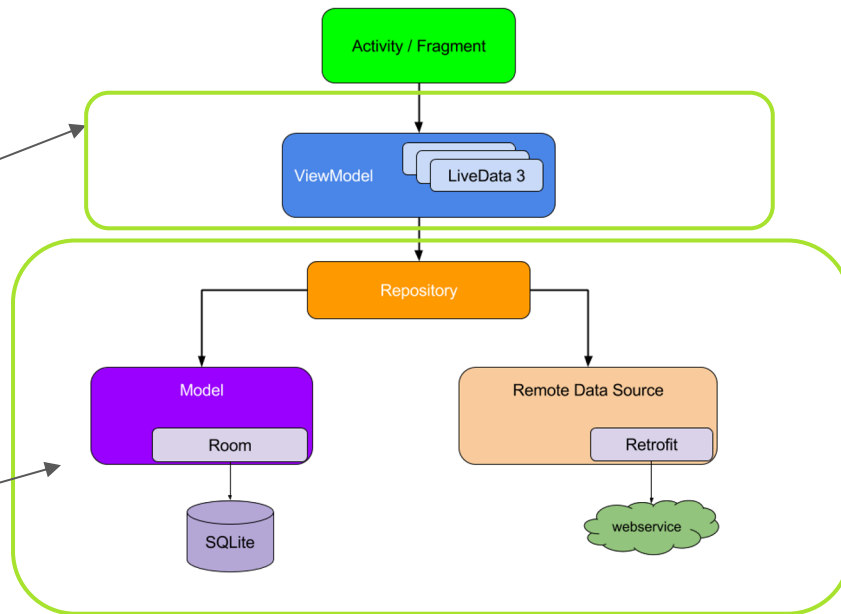 Activity / Fragment
ViewModel
LiveData 3
Repository
Model
Remote Data Source
Room
Retrofit
SQLite
webservice